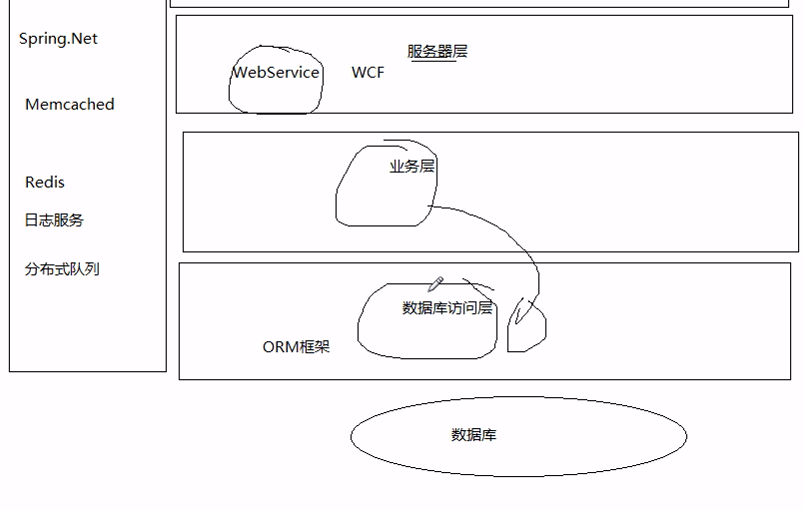 Spring.Net
Memcached
Redis
日志服务
分布式队列
服务器层
WebService WCF
业务层
数据库访问层
ORM框架
数据库